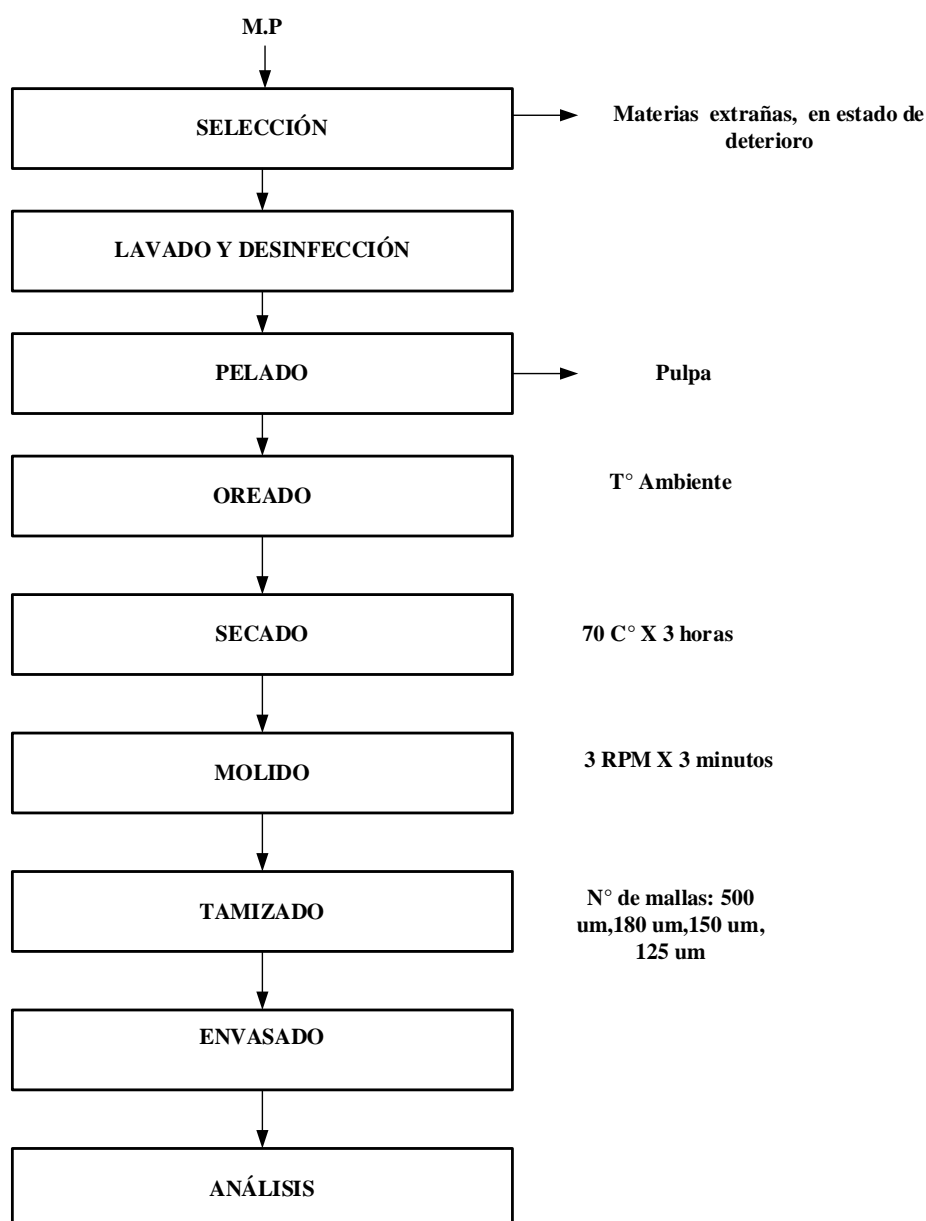 M.P
SELECCIÓN
Materias extrañas, en estado de
deterioro
LAVADO Y DESINFECCIÓN
PELADO
Pulpa
OREADO
T° Ambiente
SECADO
70 C° X 3 horas
MOLIDO
3 RPM X 3 minutos
TAMIZADO
N° de mallas: 500
um,180 um,150 um,
125 um
ENVASADO
ANÁLISIS